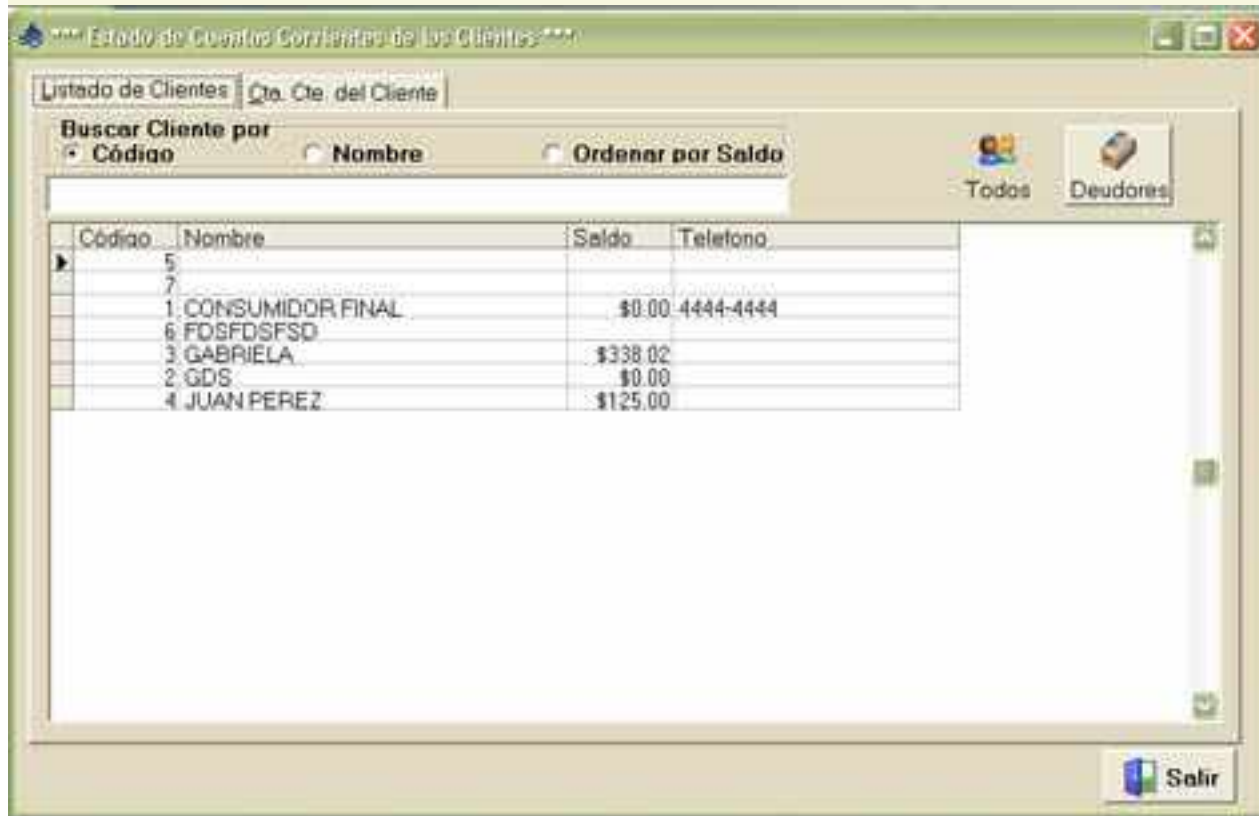 *** Estado de Cuentas Corrientes de los Clientes ***
Listado de Clientes Cta. Cte. del Cliente
Buscar Cliente por
Código Nombre Ordenar por Saldo
Todos Deudores
Código Nombre Saldo Telefono
5
7
1 CONSUMIDOR FINAL $0.00 4444-4444
6 FDSFDSFSD
3 GABRIELA $338.02
2 GDS $0.00
4 JUAN PEREZ $125.00
Salir